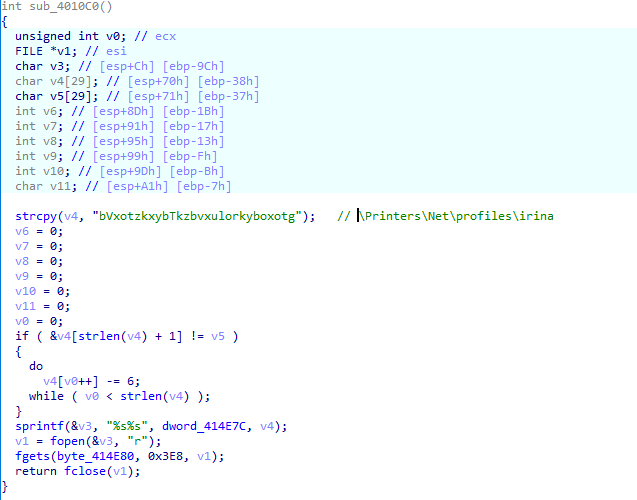 int sub_4010C0()
{
unsigned int v0; // ecx
FILE *v1; // esi
char v3; // [esp+Ch] [ebp-9Ch]
char v4[29]; // [esp+70h] [ebp-38h]
char v5[29]; // [esp+71h] [ebp-37h]
int v6; // [esp+8Dh] [ebp-1Bh]
int v7; // [esp+91h] [ebp-17h]
int v8; // [esp+95h] [ebp-13h]
int v9; // [esp+99h] [ebp-Fh]
int v10; // [esp+9Dh] [ebp-Bh]
char v11; // [esp+A1h] [ebp-7h]
strcpy(v4, "bVxotzkxybTkzbvxulorkyboxotg"); // \Printers\Net\profiles\irina
v6 = 0;
v7 = 0;
v8 = 0;
v9 = 0;
v10 = 0;
v11 = 0;
v0 = 0;
if ( &v4[strlen(v4) + 1] != v5 )
{
do
v4[v0++] -= 6;
while ( v0 < strlen(v4) );
}
sprintf(&v3, "%s%s", dword_414E7C, v4);
v1 = fopen(&v3, "r");
fgets(byte_414E80, 0x3E8, v1);
return fclose(v1);
}